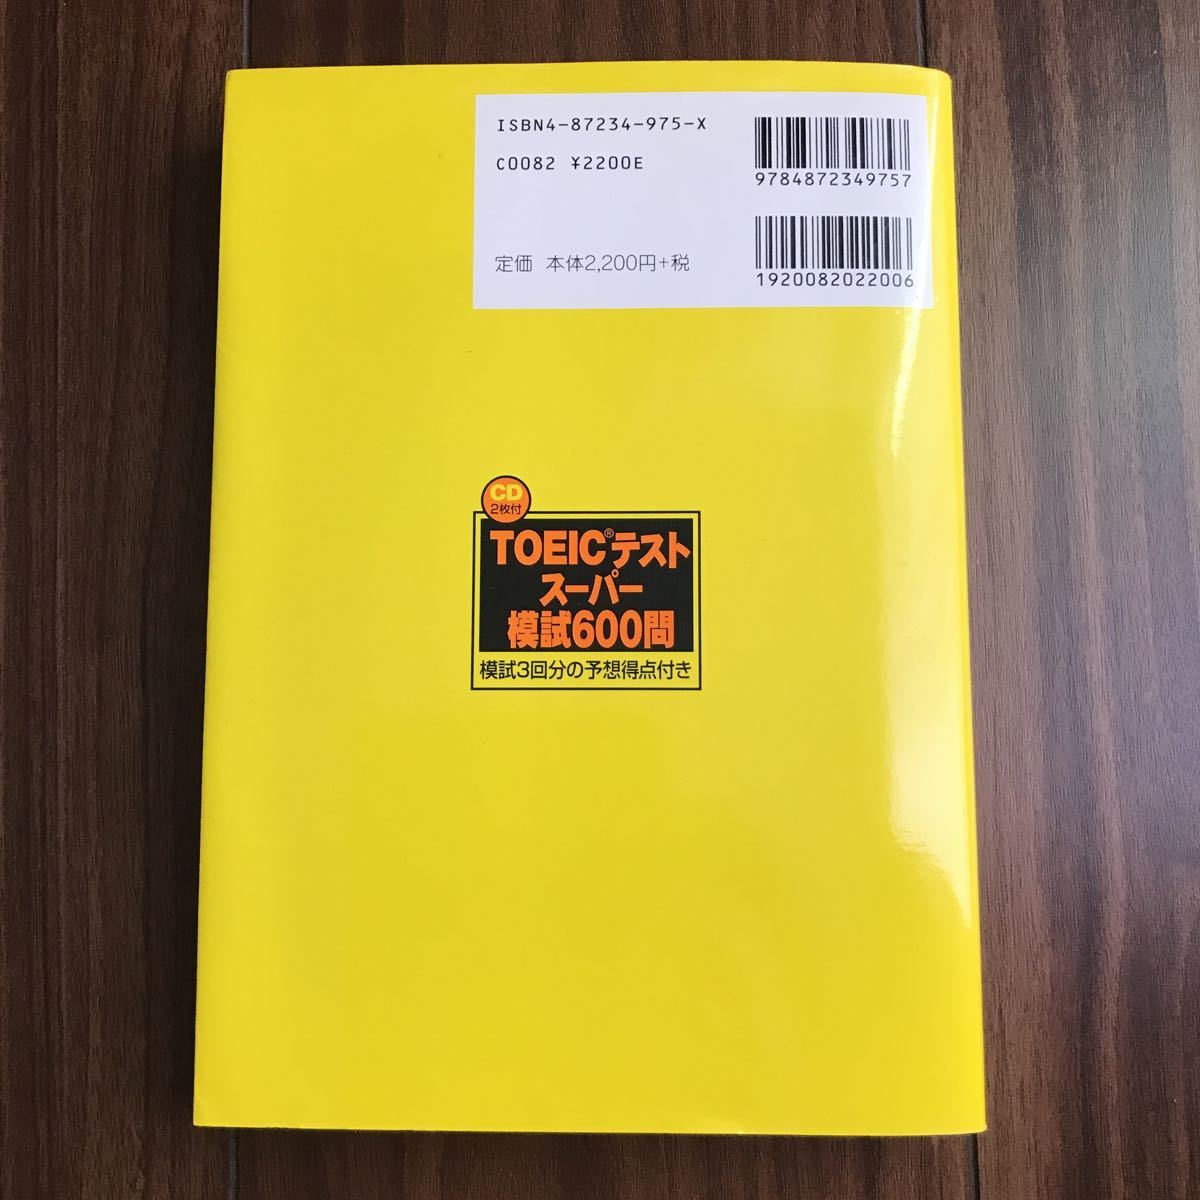 ISBN4-87234-975-X
C0082 ¥2200E
定価 本体2,200円+税
9784872349757
1920082022006
CD
2枚付
TOEIC®テスト
スーパー
模試600問
模試3回分の予想得点付き